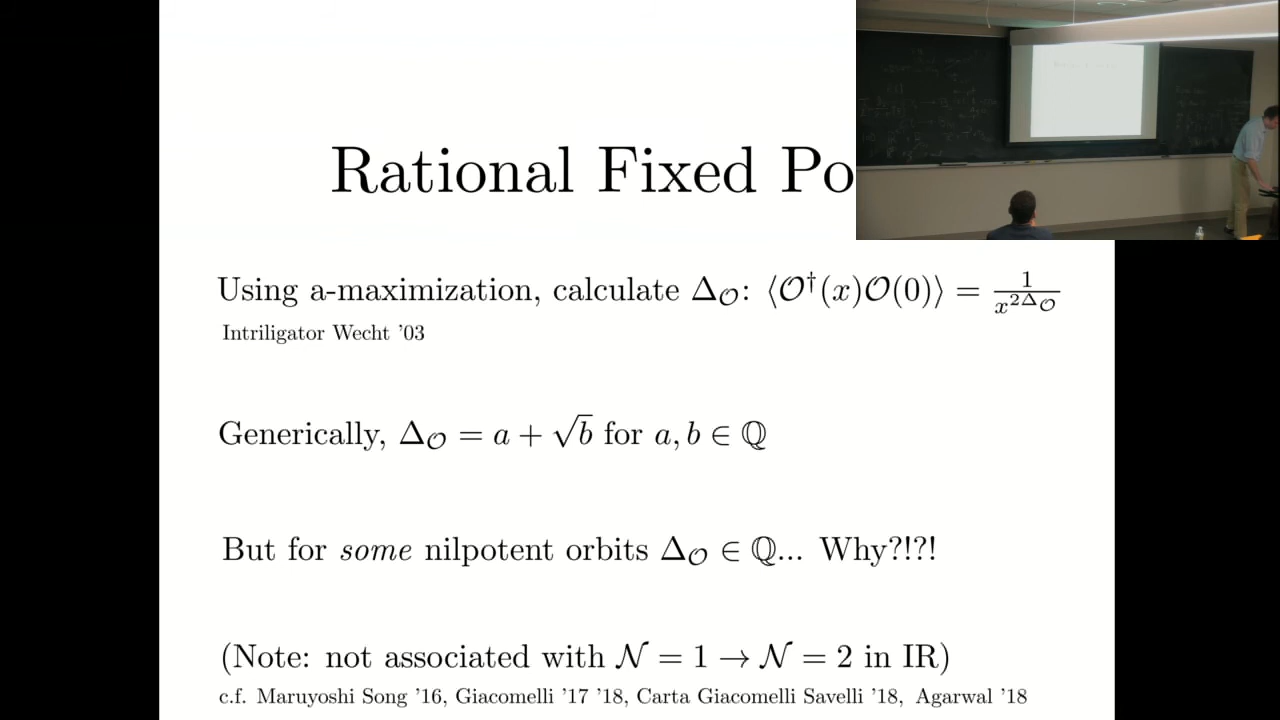 Rational Fixed Po
Using a-maximization, calculate Δ_𝒪: ⟨𝒪†(x)𝒪(0)⟩ = 1/x^{2Δ_𝒪}
Intriligator Wecht '03
Generically, Δ_𝒪 = a + √b for a, b ∈ ℚ
But for some nilpotent orbits Δ_𝒪 ∈ ℚ... Why?!?!
(Note: not associated with 𝒩 = 1 → 𝒩 = 2 in IR)
c.f. Maruyoshi Song '16, Giacomelli '17 '18, Carta Giacomelli Savelli '18, Agarwal '18